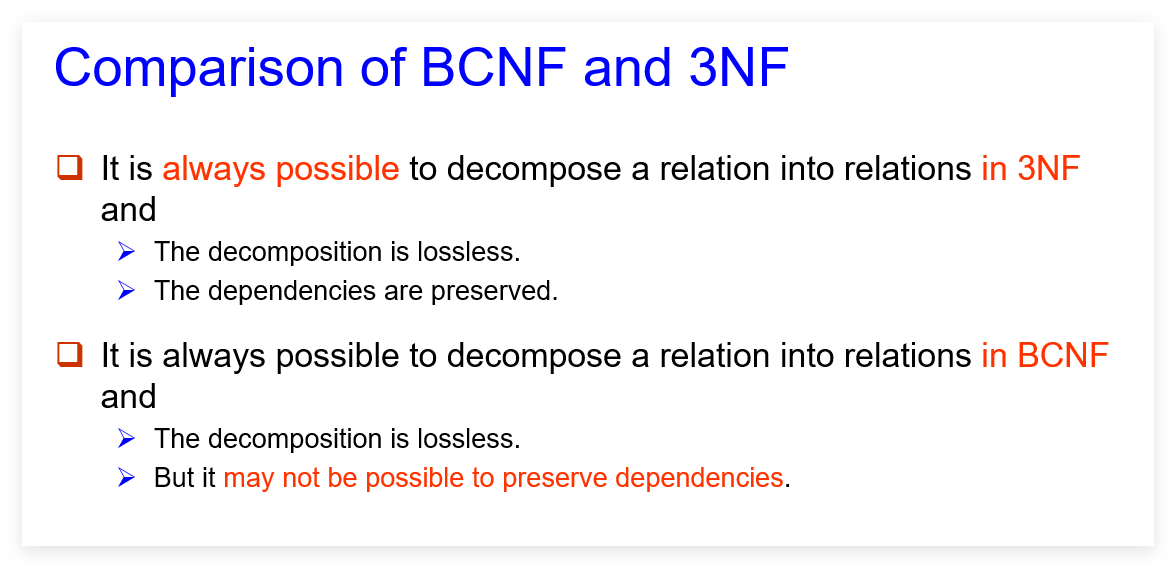 Comparison of BCNF and 3NF
It is always possible to decompose a relation into relations in 3NF
and
The decomposition is lossless.
The dependencies are preserved.
It is always possible to decompose a relation into relations in BCNF
and
The decomposition is lossless.
But it may not be possible to preserve dependencies.